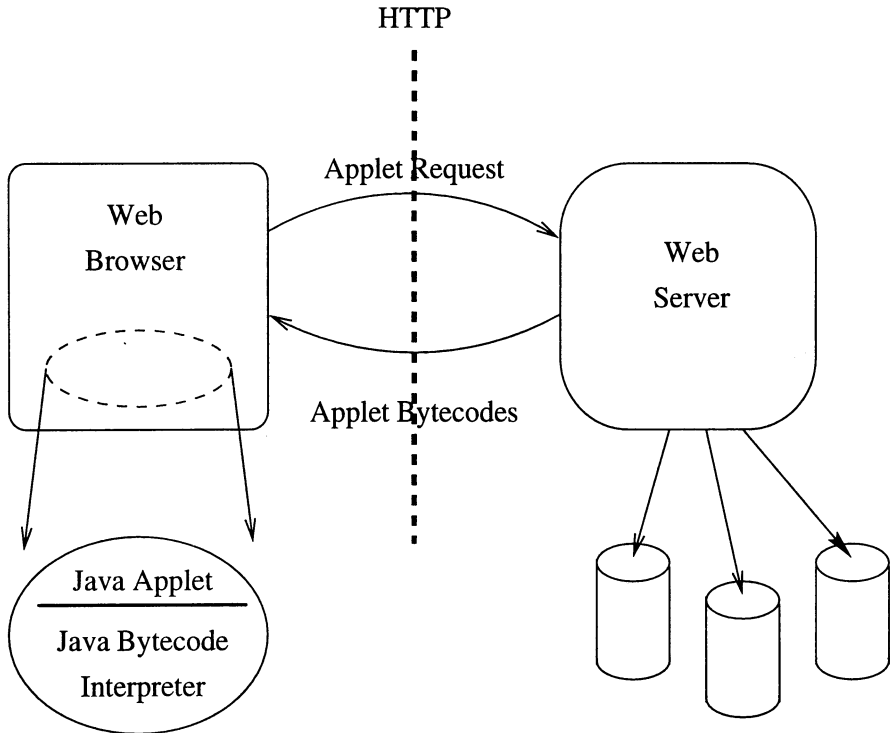 HTTP
Applet Request
Web
Browser
Web
Server
Applet Bytecodes
Java Applet
Java Bytecode
Interpreter